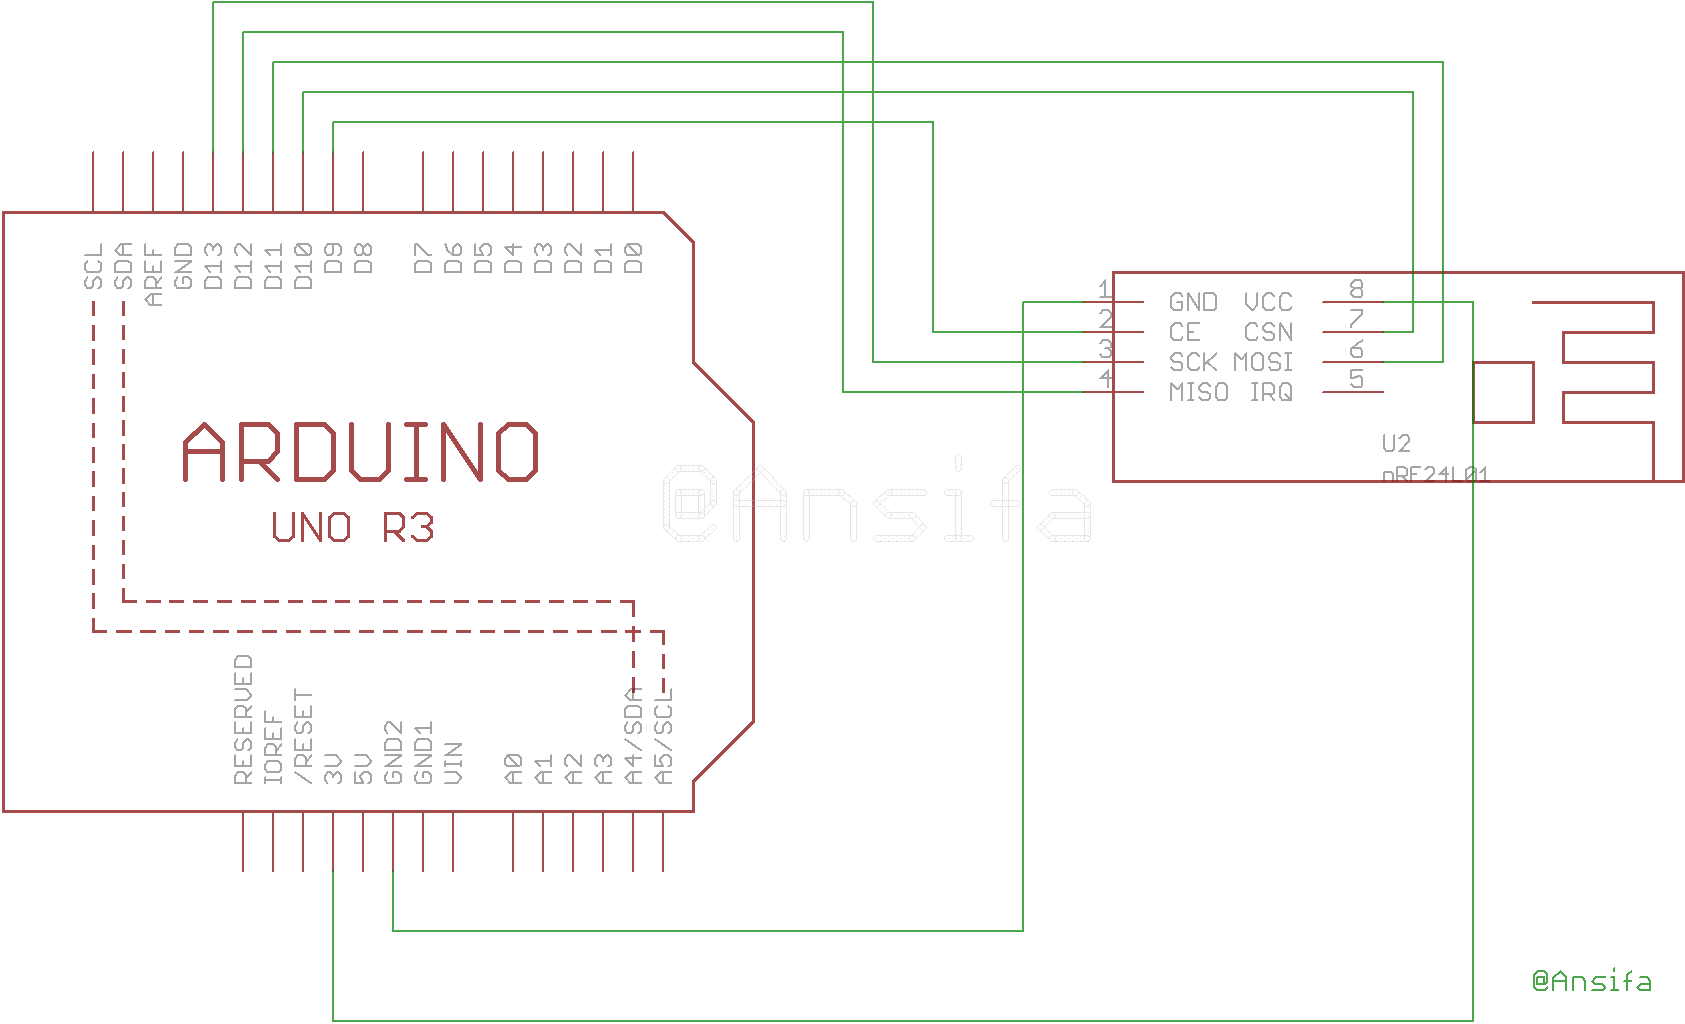 SCL
SDA
AREF
GND
D13
D12
D11
D10
D9
D8
D7
D6
D5
D4
D3
D2
D1
D0
ARDUINO
UNO R3
RESERVED
IOREF
/RESET
3V
5V
GND2
GND1
VIN
A0
A1
A2
A3
A4/SDA
A5/SCL
@Ansifa
1 GND VCC 8
2 CE CSN 7
3 SCK MOSI 6
4 MISO IRQ 5
U2
nRF24L01
@Ansifa